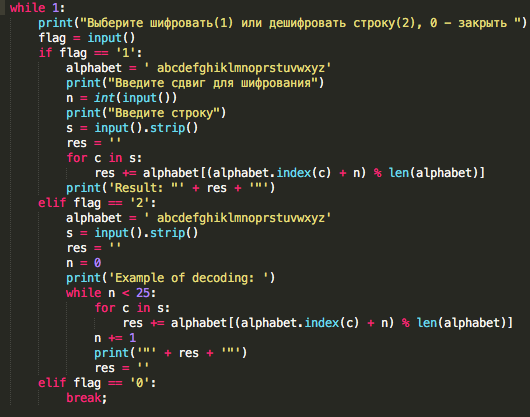 while 1:
    print("Выберите шифровать(1) или дешифровать строку(2), 0 - закрыть ")
    flag = input()
    if flag == '1':
        alphabet = ' abcdefghiklmnoprstuvwxyz'
        print("Введите сдвиг для шифрования")
        n = int(input())
        print("Введите строку")
        s = input().strip()
        res = ''
        for c in s:
            res += alphabet[(alphabet.index(c) + n) % len(alphabet)]
        print('Result: "' + res + '"')
    elif flag == '2':
        alphabet = ' abcdefghiklmnoprstuvwxyz'
        s = input().strip()
        res = ''
        n = 0
        print('Example of decoding: ')
        while n < 25:
            for c in s:
                res += alphabet[(alphabet.index(c) + n) % len(alphabet)]
            n += 1
            print('"' + res + '"')
            res = ''
    elif flag == '0':
        break;